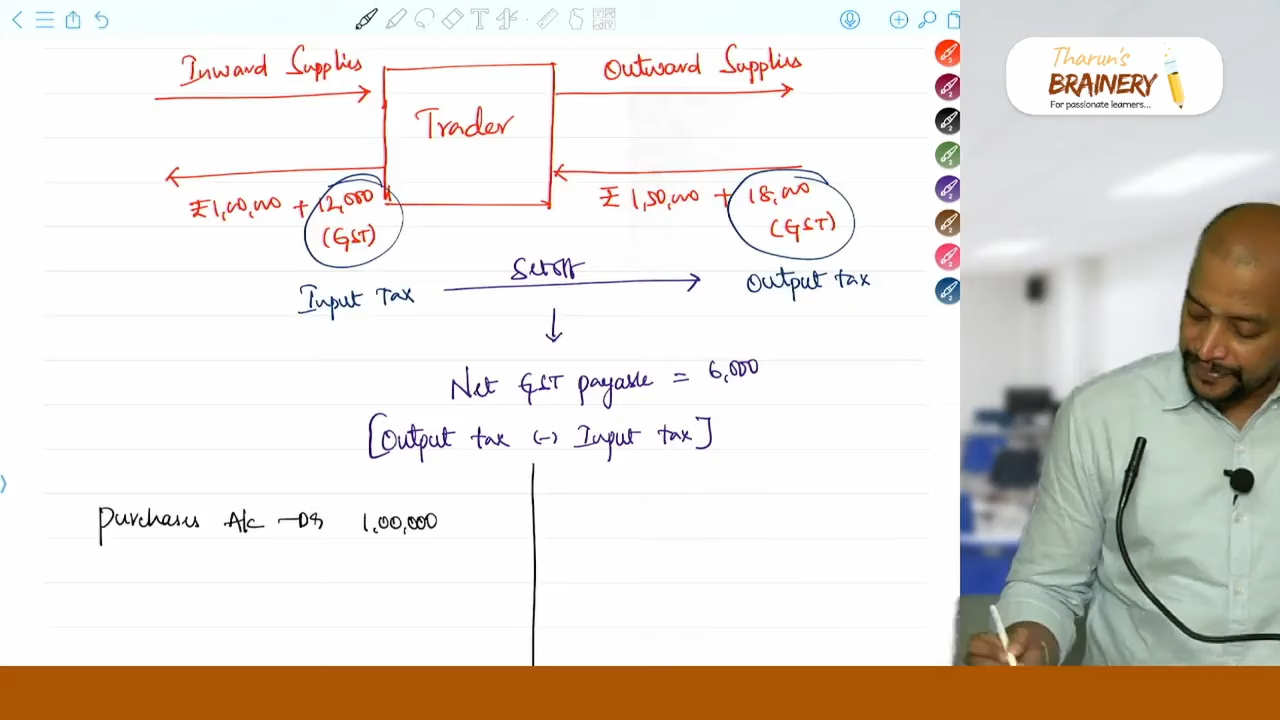 Inward Supplies
Outward Supplies
Tharun's
BRAINERY
For passionate learners...
Trader
₹1,00,000 + 12,000
(GST)
₹ 1,50,000 + 18,000
(GST)
Input tax
Setoff
Output tax
Net GST payable = 6,000
[Output tax (-) Input tax]
Purchases A/c —Dr 1,00,000